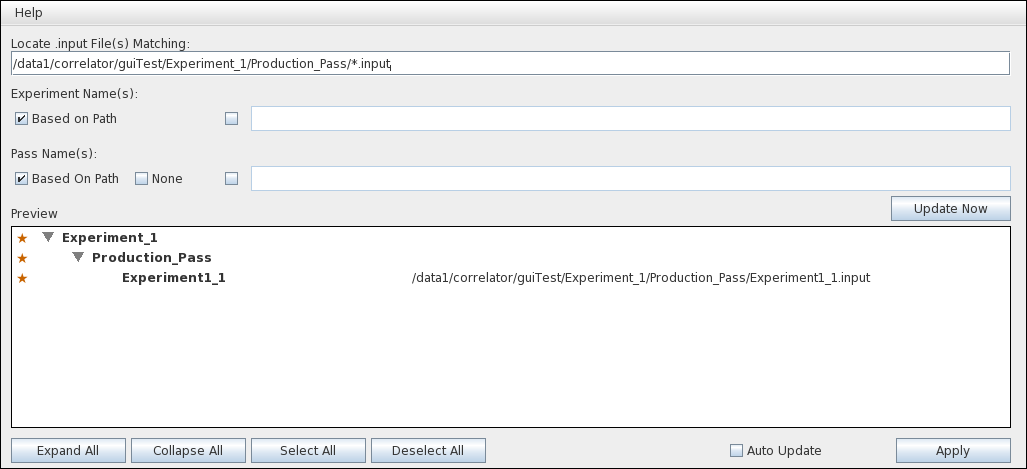 Help
Locate .input File(s) Matching:
/data1/correlator/guiTest/Experiment_1/Production_Pass/*.input
Experiment Name(s):
Based on Path
Pass Name(s):
Based On Path None
Update Now
Preview
Experiment_1
Production_Pass
Experiment1_1 /data1/correlator/guiTest/Experiment_1/Production_Pass/Experiment1_1.input
Expand All Collapse All Select All Deselect All Auto Update Apply